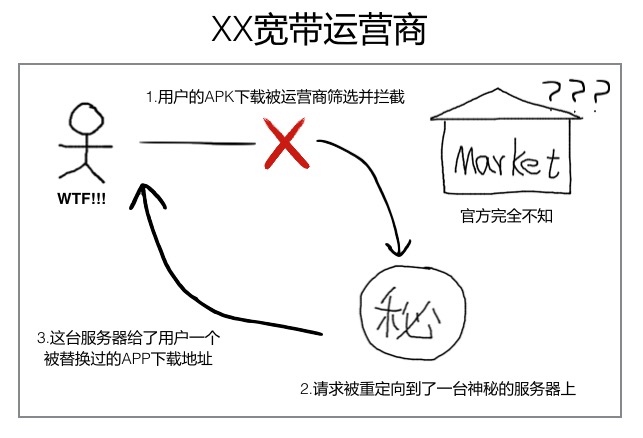 XX宽带运营商
1.用户的APK下载被运营商筛选并拦截
???
Market
WTF!!!
官方完全不知
秘
3.这台服务器给了用户一个
被替换过的APP下载地址
2.请求被重定向到了一台神秘的服务器上